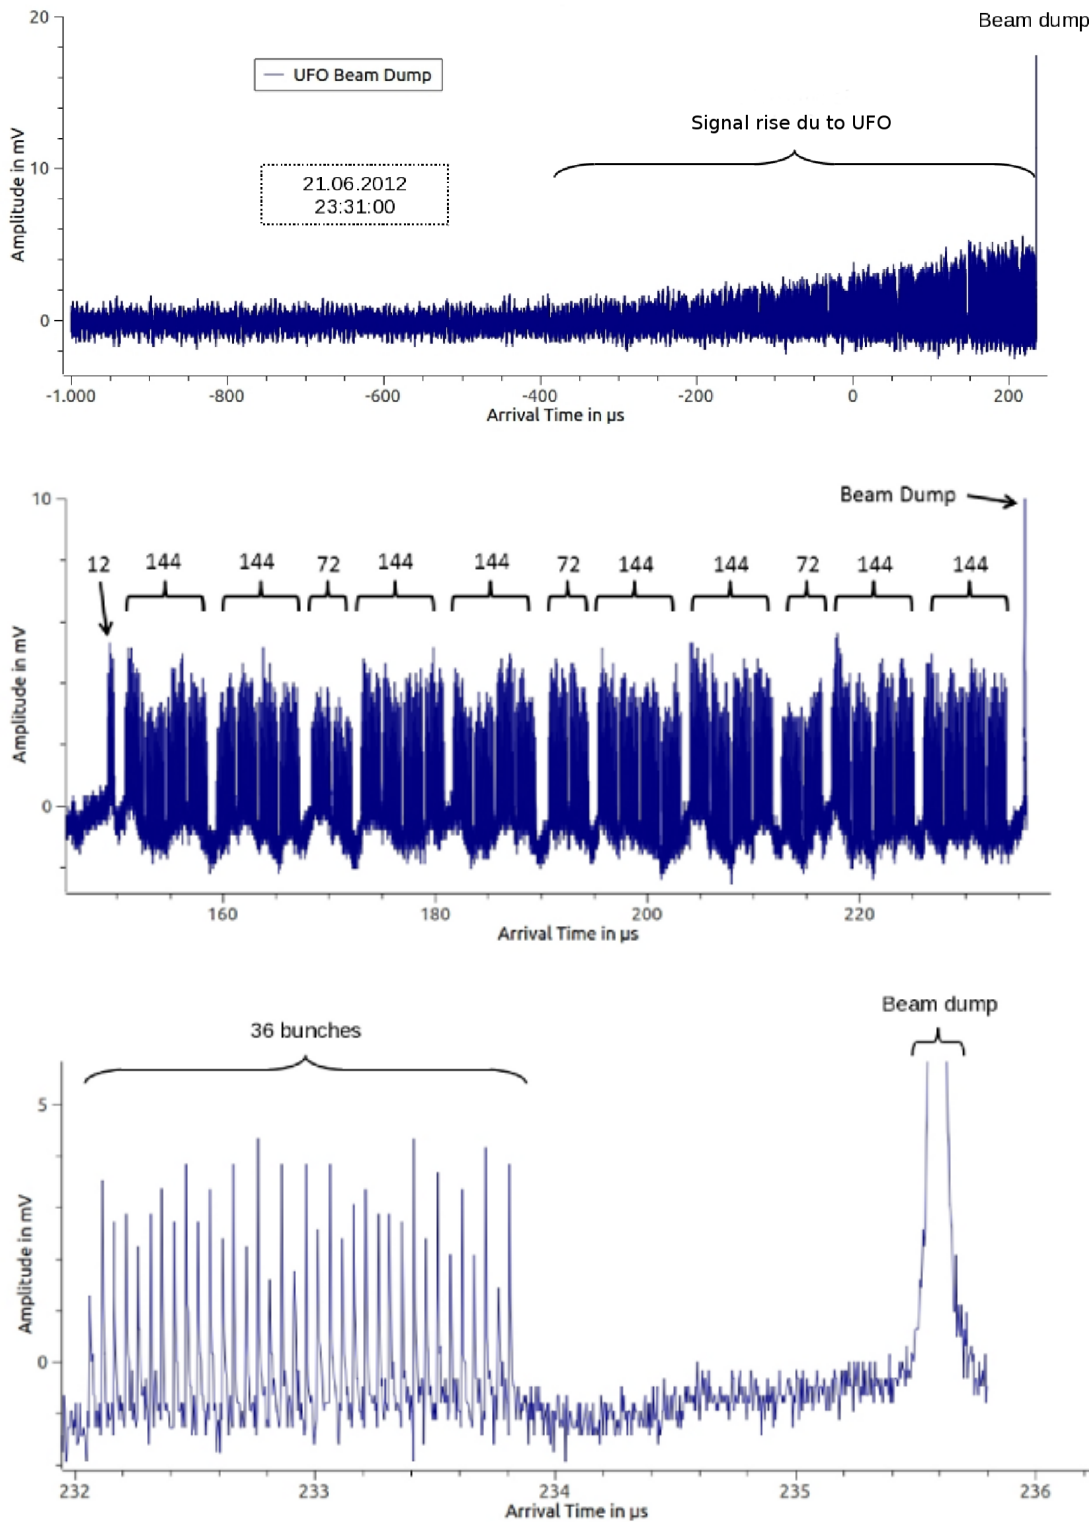 Beam dump
20
UFO Beam Dump
Signal rise du to UFO
10
21.06.2012
23:31:00
0
Amplitude in mV
-1.000 -800 -600 -400 -200 0 200
Arrival Time in µs
10
Beam Dump
12 144 144 72 144 144 72 144 144 72 144 144
0
Amplitude in mV
160 180 200 220
Arrival Time in µs
Beam dump
36 bunches
5
0
Amplitude in mV
232 233 234 235 236
Arrival Time in µs